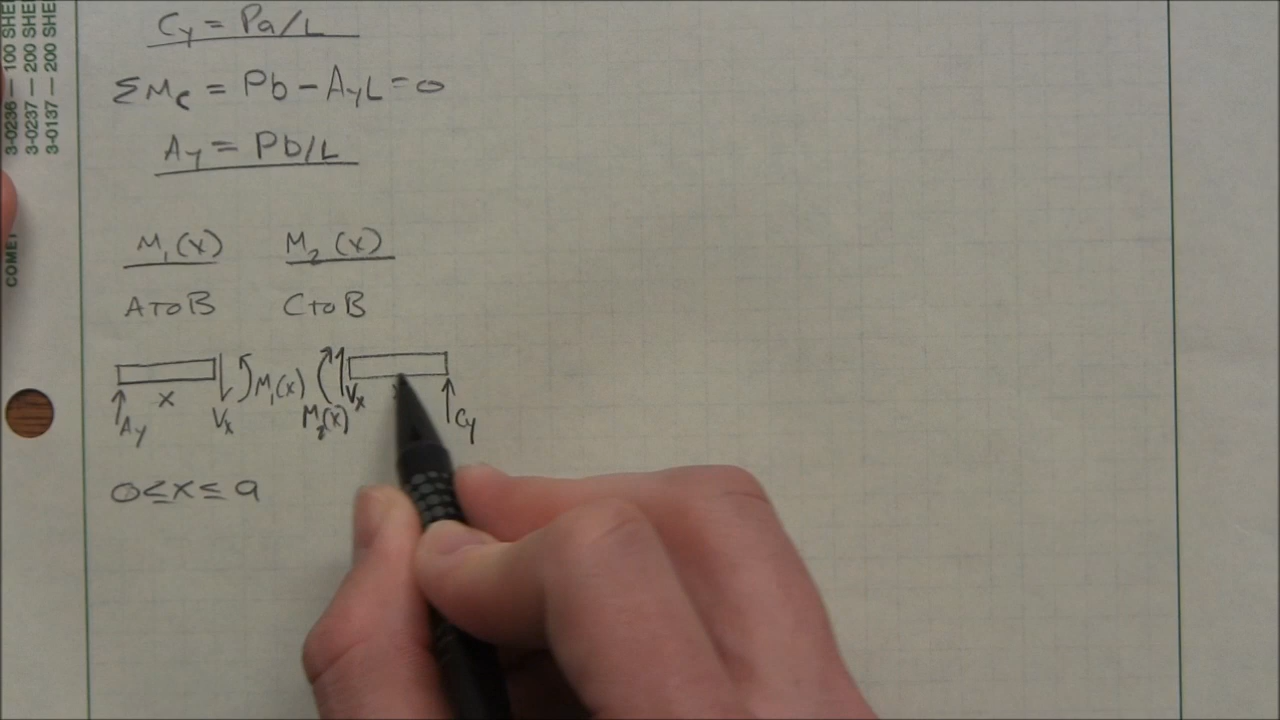 Cy = Pa/L
ΣMc = Pb - AyL = 0
Ay = Pb/L
M₁(x) M₂(x)
A to B C to B
M₁(x)
x Vx
Ay Vx M₂(x) Cy
0 ≤ x ≤ a
3-0236 — 100 SHE
3-0237 — 200 SHE
3-0137 — 200 SHE
COMET